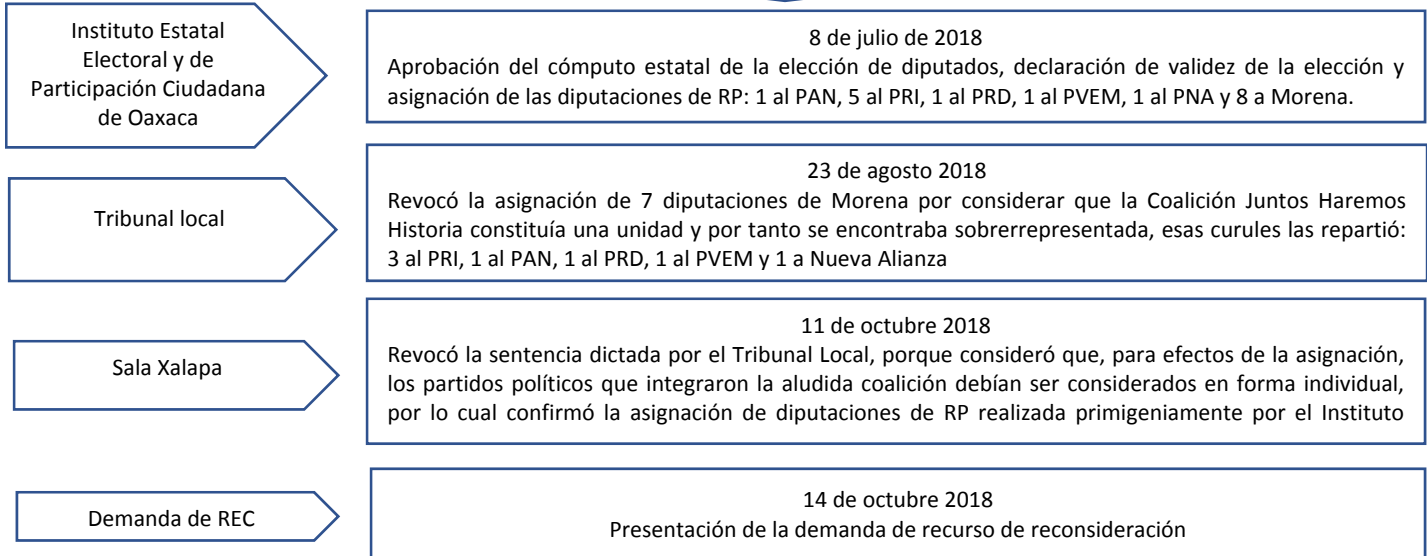 Instituto Estatal
Electoral y de
Participación Ciudadana
de Oaxaca
8 de julio de 2018
Aprobación del cómputo estatal de la elección de diputados, declaración de validez de la elección y
asignación de las diputaciones de RP: 1 al PAN, 5 al PRI, 1 al PRD, 1 al PVEM, 1 al PNA y 8 a Morena.
Tribunal local
23 de agosto 2018
Revocó la asignación de 7 diputaciones de Morena por considerar que la Coalición Juntos Haremos
Historia constituía una unidad y por tanto se encontraba sobrerrepresentada, esas curules las repartió:
3 al PRI, 1 al PAN, 1 al PRD, 1 al PVEM y 1 a Nueva Alianza
Sala Xalapa
11 de octubre 2018
Revocó la sentencia dictada por el Tribunal Local, porque consideró que, para efectos de la asignación,
los partidos políticos que integraron la aludida coalición debían ser considerados en forma individual,
por lo cual confirmó la asignación de diputaciones de RP realizada primigeniamente por el Instituto
Demanda de REC
14 de octubre 2018
Presentación de la demanda de recurso de reconsideración